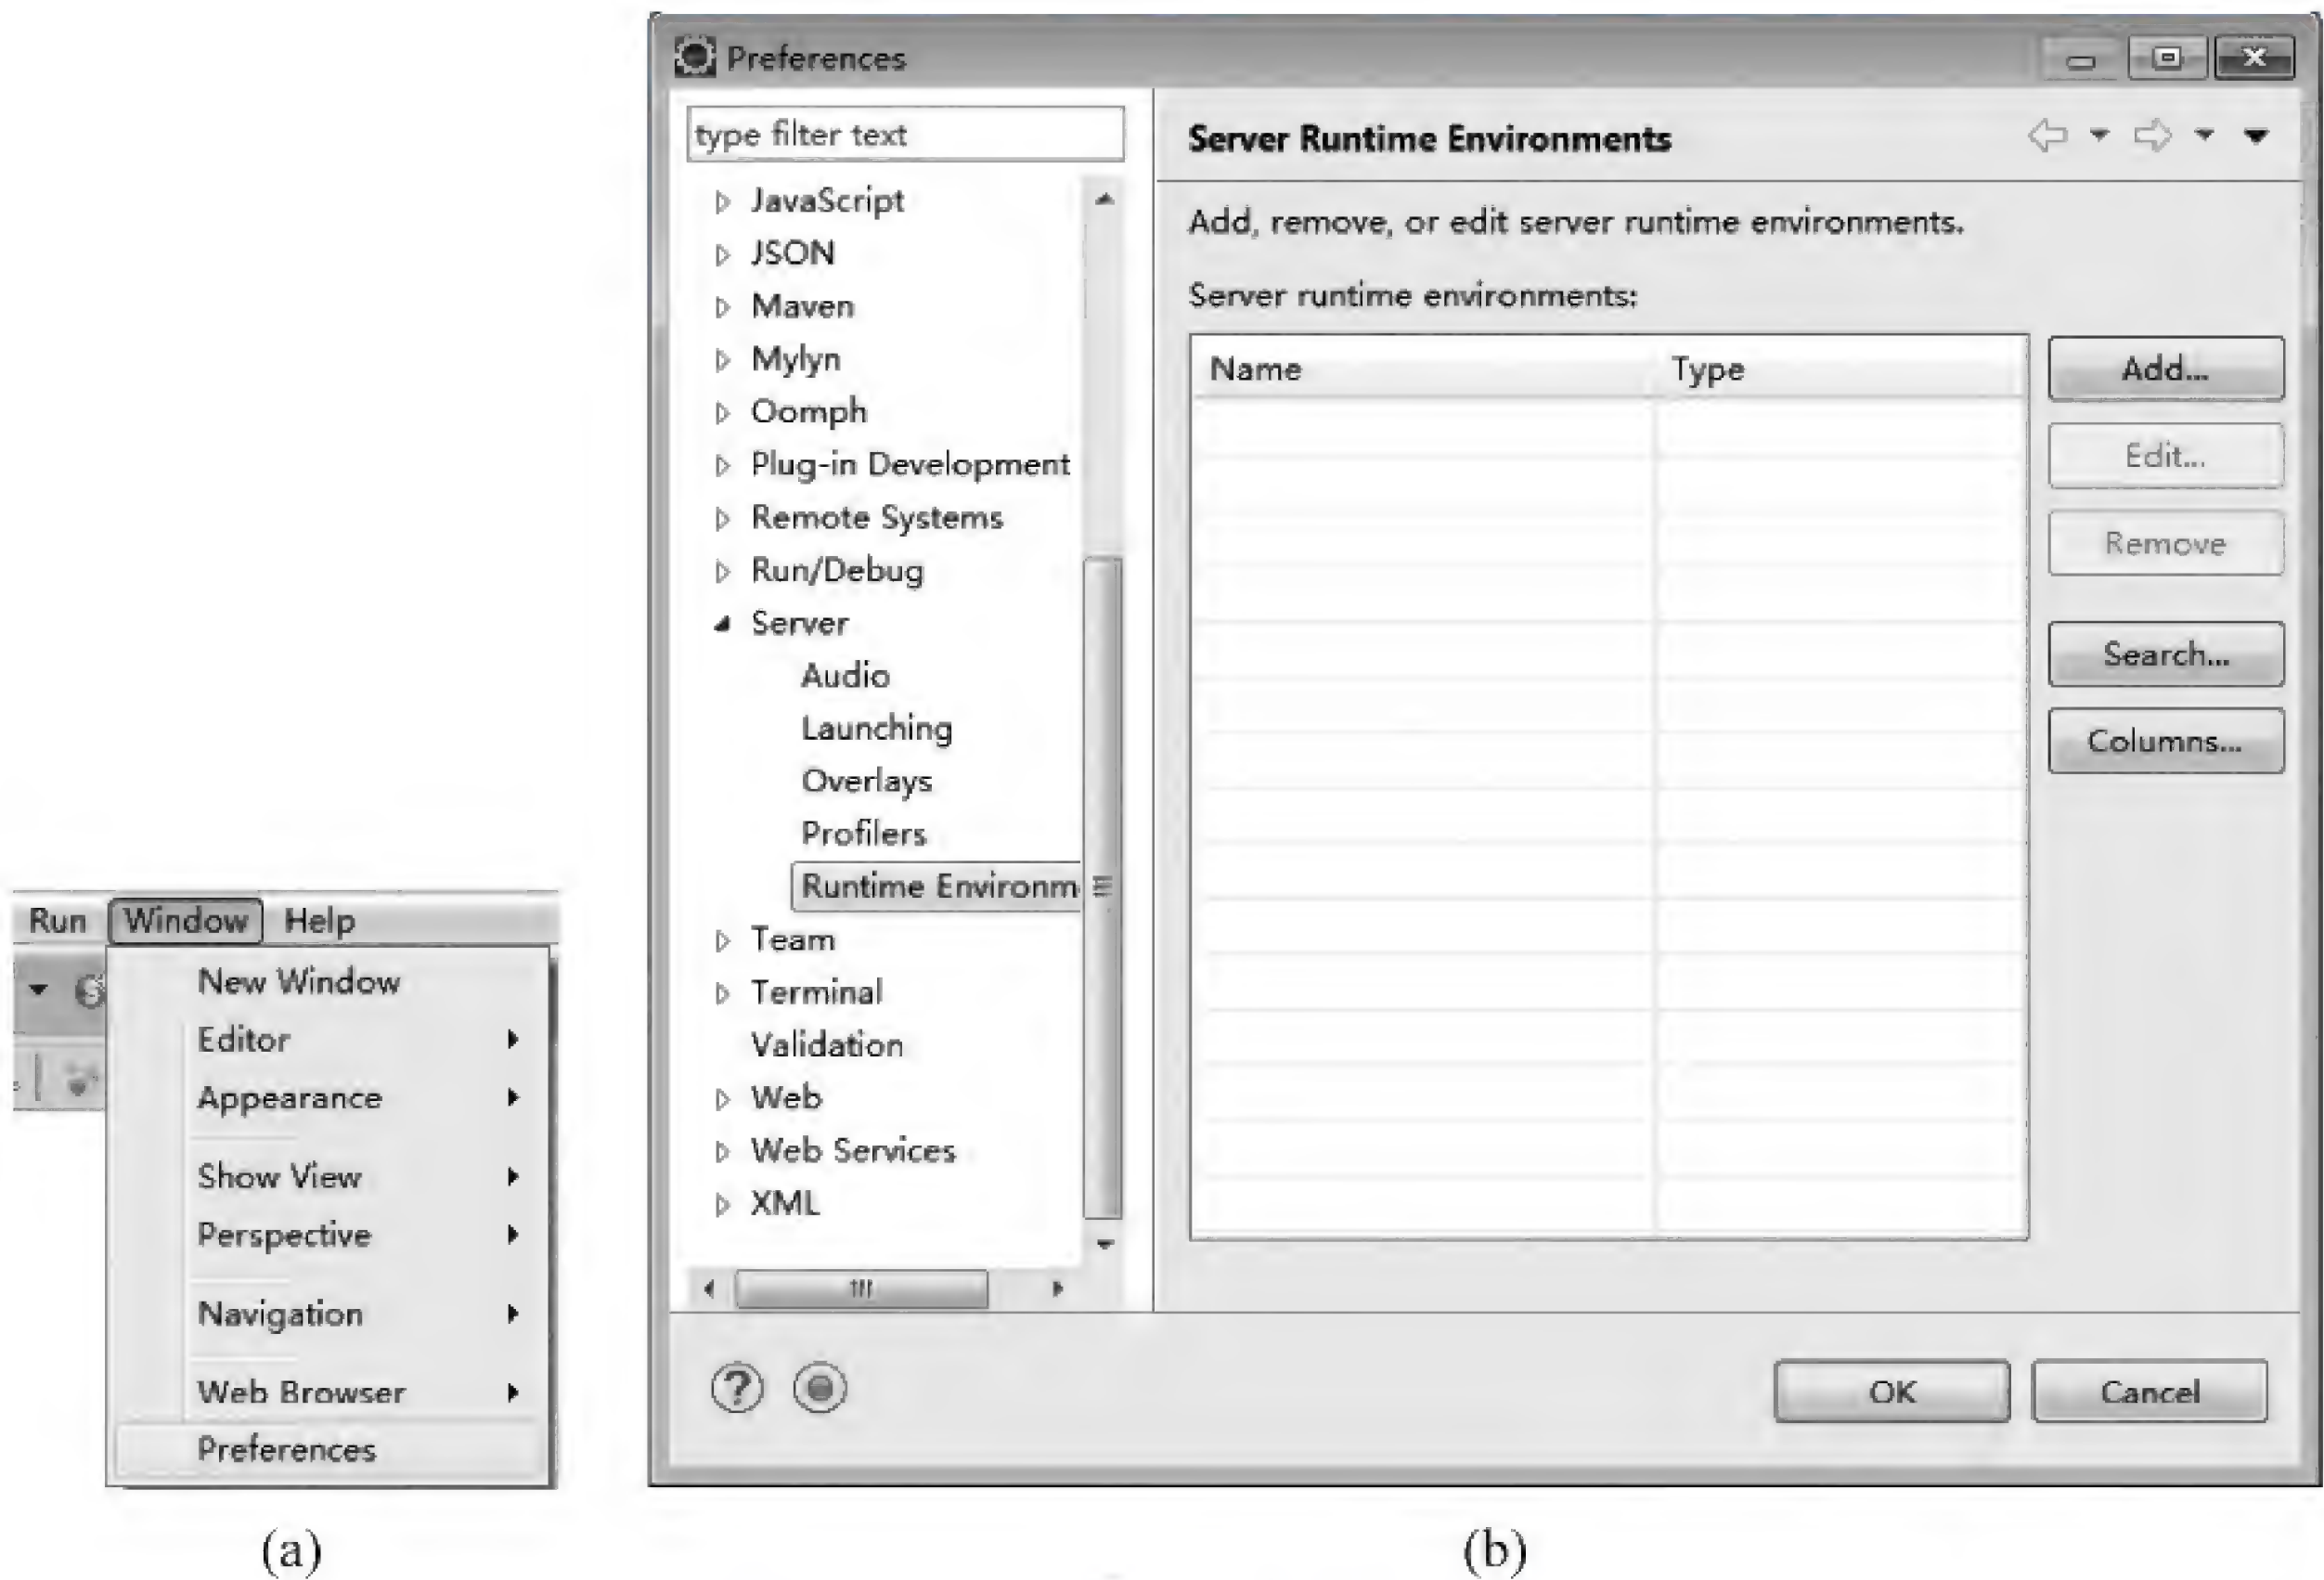 Run Window Help
New Window
Editor
Appearance
Show View
Perspective
Navigation
Web Browser
Preferences
(a)
Preferences
type filter text
JavaScript
JSON
Maven
Mylyn
Oomph
Plug-in Development
Remote Systems
Run/Debug
Server
Audio
Launching
Overlays
Profilers
Runtime Environm
Team
Terminal
Validation
Web
Web Services
XML
Server Runtime Environments
Add, remove, or edit server runtime environments.
Server runtime environments:
Name Type
Add...
Edit...
Remove
Search...
Columns...
OK Cancel
(b)